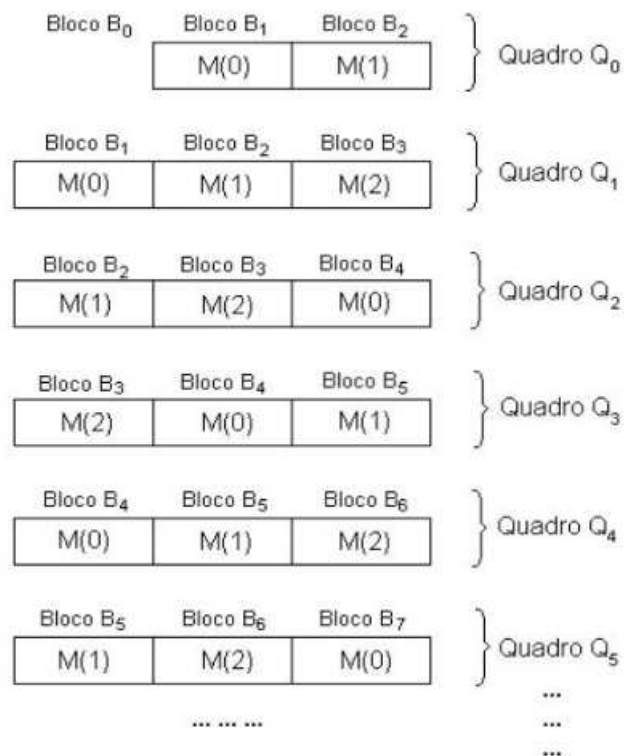 Bloco B₀ Bloco B₁ Bloco B₂
M(0) M(1) Quadro Q₀
Bloco B₁ Bloco B₂ Bloco B₃
M(0) M(1) M(2) Quadro Q₁
Bloco B₂ Bloco B₃ Bloco B₄
M(1) M(2) M(0) Quadro Q₂
Bloco B₃ Bloco B₄ Bloco B₅
M(2) M(0) M(1) Quadro Q₃
Bloco B₄ Bloco B₅ Bloco B₆
M(0) M(1) M(2) Quadro Q₄
Bloco B₅ Bloco B₆ Bloco B₇
M(1) M(2) M(0) Quadro Q₅
...
... ... ... ...
...